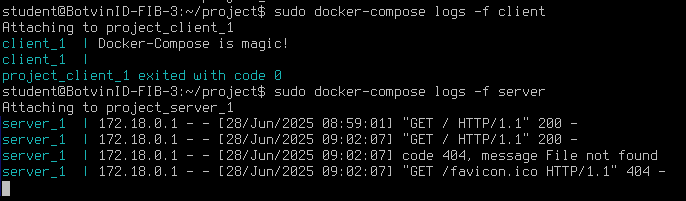 student@BotvinID-FIB-3:~/project$ sudo docker-compose logs -f client
Attaching to project_client_1
client_1  | Docker-Compose is magic!
client_1  |
project_client_1 exited with code 0
student@BotvinID-FIB-3:~/project$ sudo docker-compose logs -f server
Attaching to project_server_1
server_1  | 172.18.0.1 - - [28/Jun/2025 08:59:01] "GET / HTTP/1.1" 200 -
server_1  | 172.18.0.1 - - [28/Jun/2025 09:02:07] "GET / HTTP/1.1" 200 -
server_1  | 172.18.0.1 - - [28/Jun/2025 09:02:07] code 404, message File not found
server_1  | 172.18.0.1 - - [28/Jun/2025 09:02:07] "GET /favicon.ico HTTP/1.1" 404 -